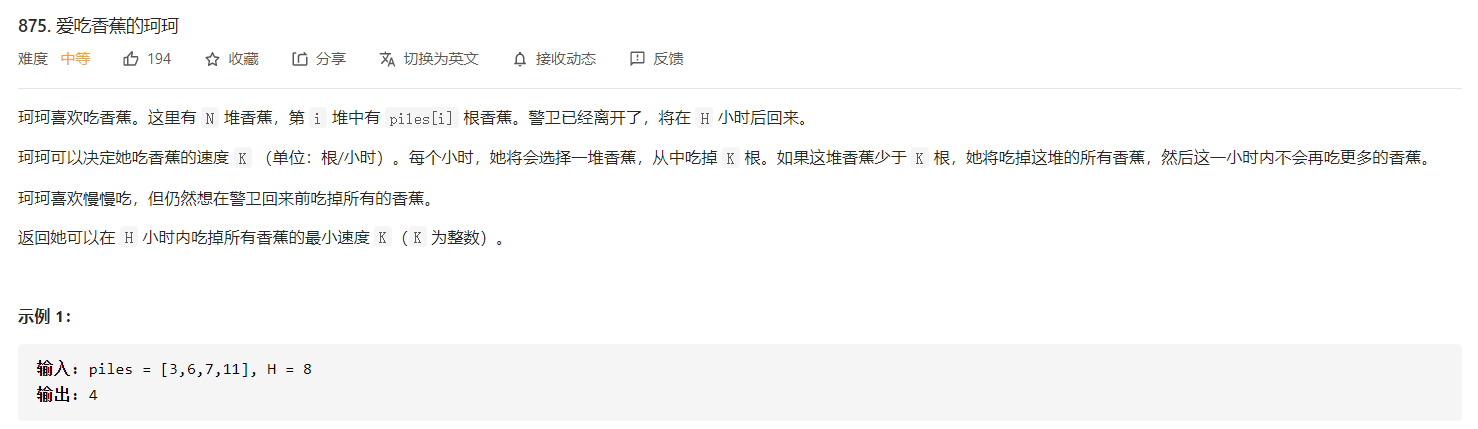 875. 爱吃香蕉的珂珂
难度 中等 194 收藏 分享 切换为英文 接收动态 反馈
珂珂喜欢吃香蕉。这里有 N 堆香蕉，第 i 堆中有 piles[i] 根香蕉。警卫已经离开了，将在 H 小时后回来。
珂珂可以决定她吃香蕉的速度 K （单位：根/小时）。每个小时，她将会选择一堆香蕉，从中吃掉 K 根。如果这堆香蕉少于 K 根，她将吃掉这堆的所有香蕉，然后这一小时内不会再吃更多的香蕉。
珂珂喜欢慢慢吃，但仍然想在警卫回来前吃掉所有的香蕉。
返回她可以在 H 小时内吃掉所有香蕉的最小速度 K（K 为整数）。
示例 1：
输入：piles = [3,6,7,11], H = 8
输出：4